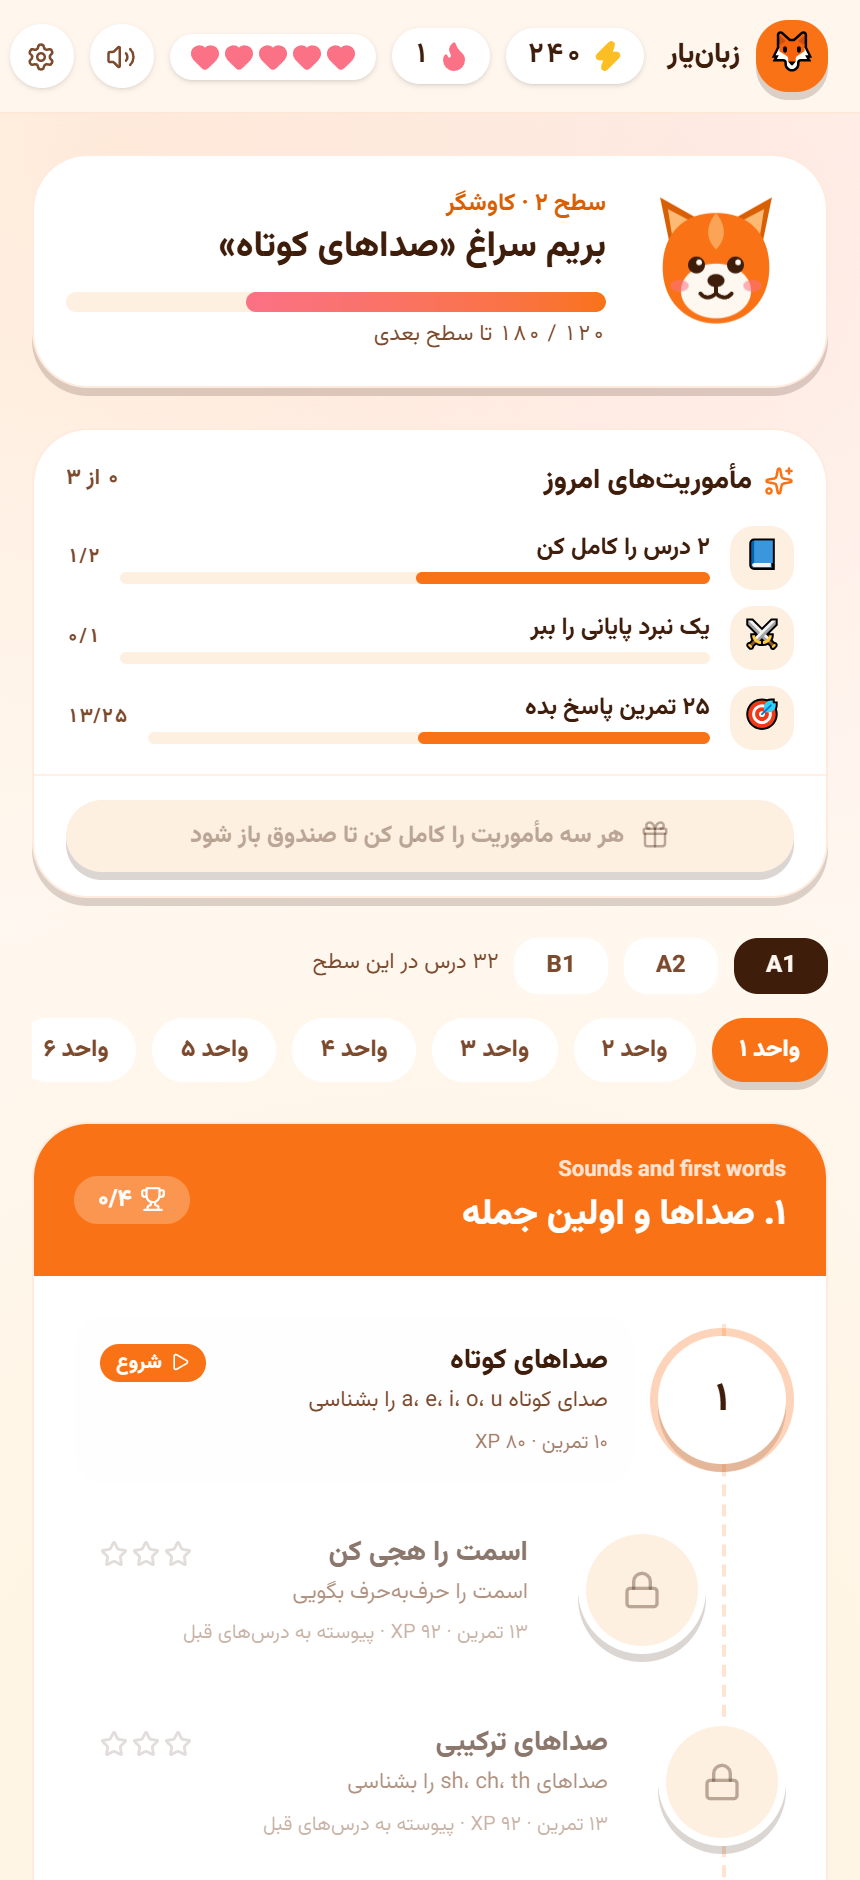 زبان‌یار
۲۴۰
۱
سطح ۲ · کاوشگر
بریم سراغ «صداهای کوتاه»
۱۲۰ / ۱۸۰ تا سطح بعدی
مأموریت‌های امروز
۰ از ۳
۲ درس را کامل کن
۱/۲
یک نبرد پایانی را ببر
۰/۱
۲۵ تمرین پاسخ بده
۱۳/۲۵
هر سه مأموریت را کامل کن تا صندوق باز شود
A1
A2
B1
۳۲ درس در این سطح
واحد ۱
واحد ۲
واحد ۳
واحد ۴
واحد ۵
واحد ۶
Sounds and first words
۱. صداها و اولین جمله
۰/۴
۱
صداهای کوتاه
شروع
صدای کوتاه a، e، i، o، u را بشناسی
۱۰ تمرین · ۸۰ XP
اسمت را هجی کن
اسمت را حرف‌به‌حرف بگویی
۱۳ تمرین · ۹۲ XP · پیوسته به درس‌های قبل
صداهای ترکیبی
صداهای sh، ch، th را بشناسی
۱۳ تمرین · ۹۲ XP · پیوسته به درس‌های قبل